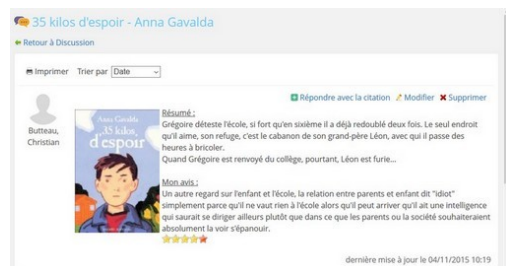 35 kilos d'espoir - Anna Gavalda
Retour à Discussion
Imprimer Trier par Date
Répondre avec la citation Modifier Supprimer
Butteau,
Christian
Anna Gavalda
35 kilos
d'espoir
Résumé :
Grégoire déteste l'école, si fort qu'en sixième il a déjà redoublé deux fois. Le seul endroit
qu'il aime, son refuge, c'est le cabanon de son grand-père Léon, avec qui il passe des
heures à bricoler.
Quand Grégoire est renvoyé du collège, pourtant, Léon est furie...
Mon avis :
Un autre regard sur l'enfant et l'école, la relation entre parents et enfant dit "idiot"
simplement parce qu'il ne vaut rien à l'école alors qu'il peut arriver qu'il ait une intelligence
qui saurait se diriger ailleurs plutôt que dans ce que les parents ou la société souhaiteraient
absolument la voir s'épanouir.
dernière mise à jour le 04/11/2015 10:19